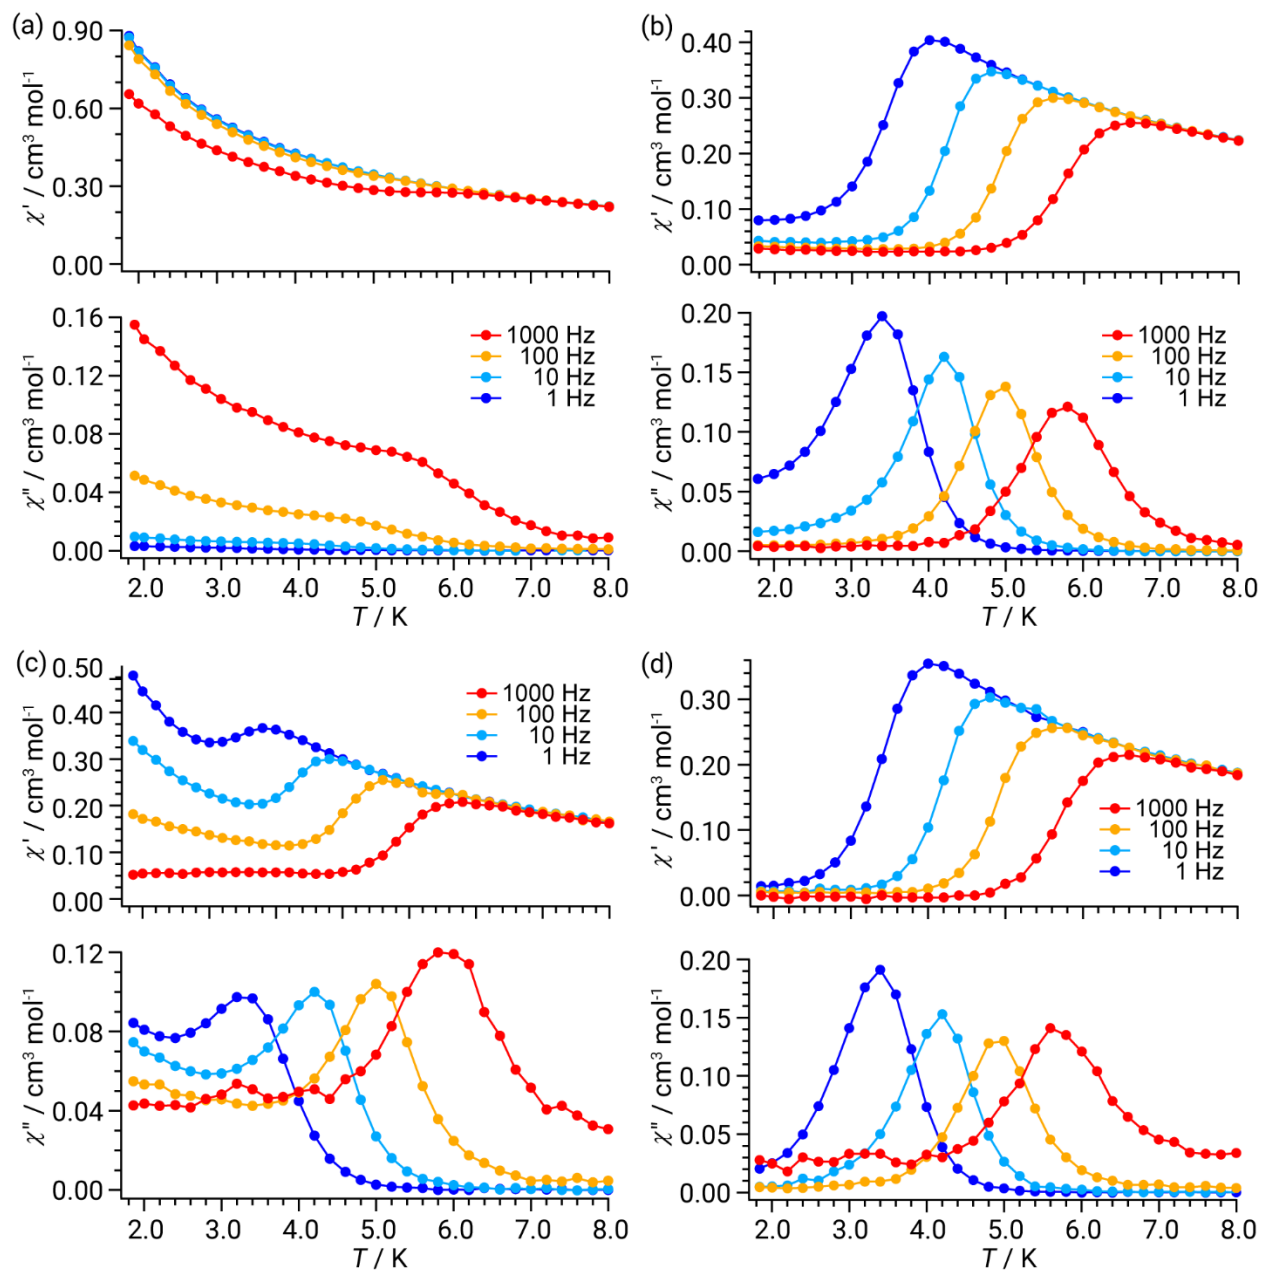 (a)
0.90
0.60
0.30
0.00
χ' / cm³ mol⁻¹
0.16
0.12
0.08
0.04
0.00
χ" / cm³ mol⁻¹
1000 Hz
100 Hz
10 Hz
1 Hz
2.0 3.0 4.0 5.0 6.0 7.0 8.0
T / K
(b)
0.40
0.30
0.20
0.10
0.00
χ' / cm³ mol⁻¹
0.20
0.15
0.10
0.05
0.00
χ" / cm³ mol⁻¹
1000 Hz
100 Hz
10 Hz
1 Hz
2.0 3.0 4.0 5.0 6.0 7.0 8.0
T / K
(c)
0.50
0.40
0.30
0.20
0.10
0.00
χ' / cm³ mol⁻¹
1000 Hz
100 Hz
10 Hz
1 Hz
0.12
0.08
0.04
0.00
χ" / cm³ mol⁻¹
2.0 3.0 4.0 5.0 6.0 7.0 8.0
T / K
(d)
0.30
0.20
0.10
0.00
χ' / cm³ mol⁻¹
1000 Hz
100 Hz
10 Hz
1 Hz
0.20
0.15
0.10
0.05
0.00
χ" / cm³ mol⁻¹
2.0 3.0 4.0 5.0 6.0 7.0 8.0
T / K